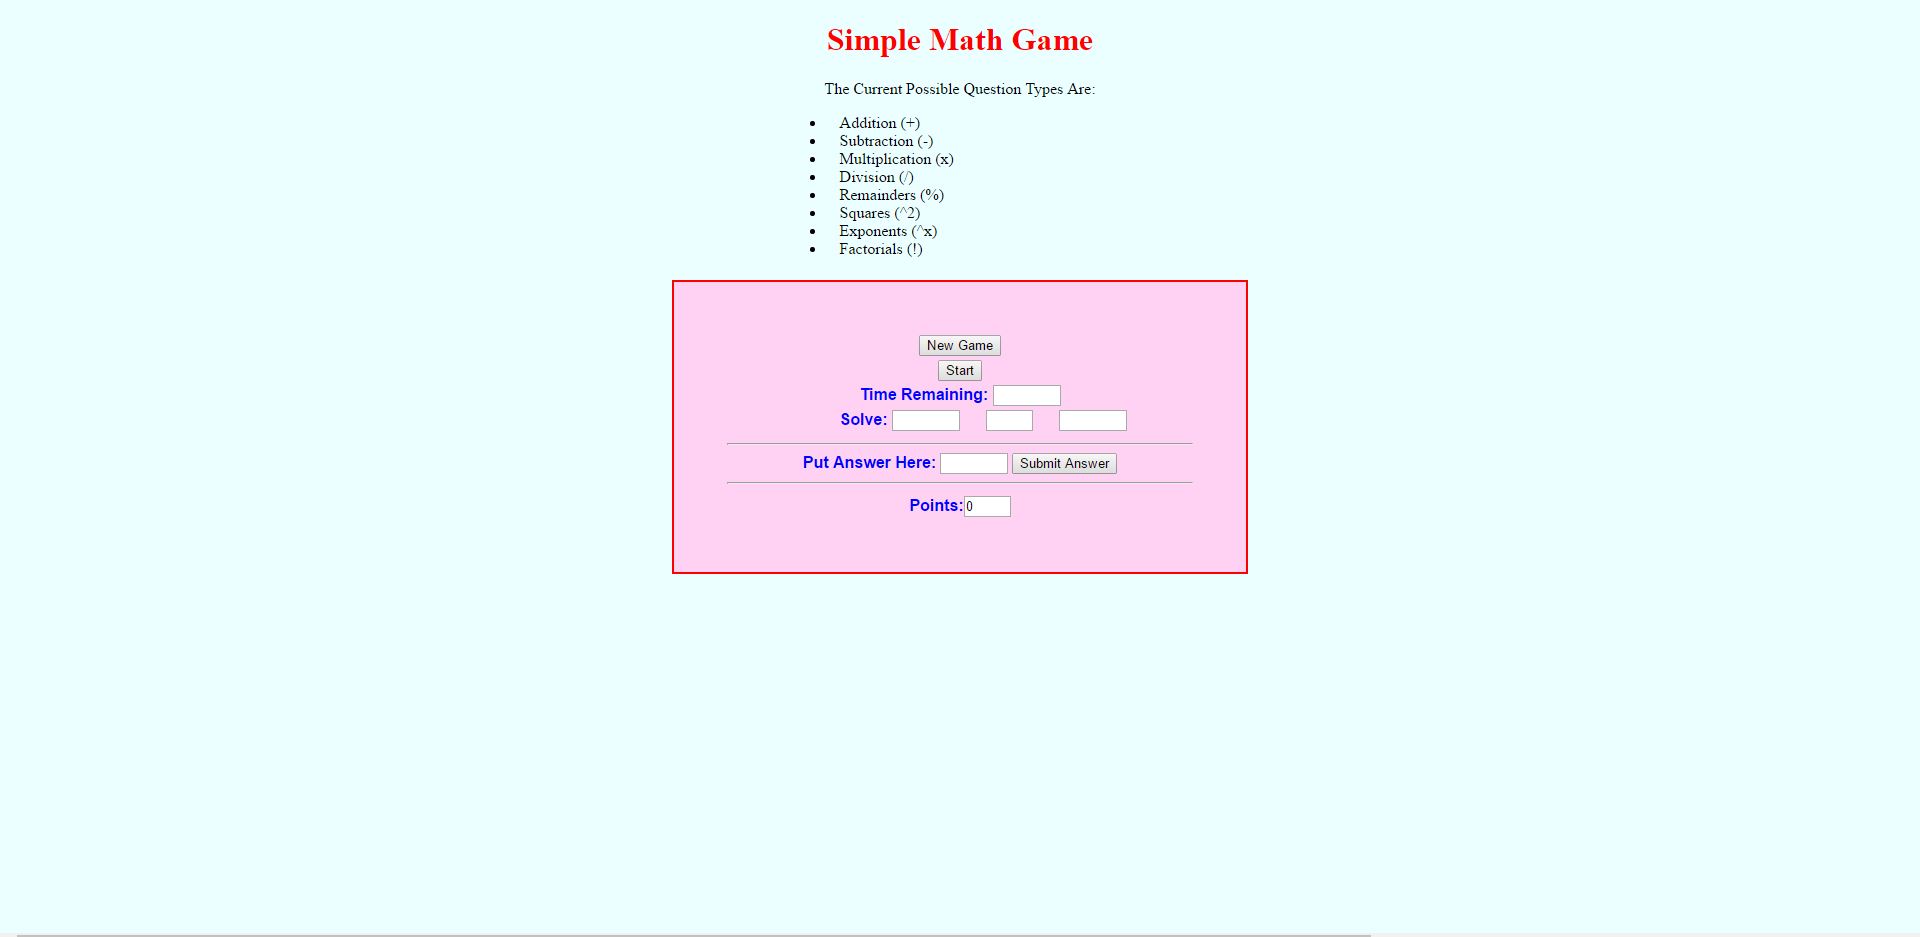 Simple Math Game
The Current Possible Question Types Are:
Addition (+)
Subtraction (-)
Multiplication (x)
Division (/)
Remainders (%)
Squares (^2)
Exponents (^x)
Factorials (!)
New Game
Start
Time Remaining:
Solve:
Put Answer Here: Submit Answer
Points: 0